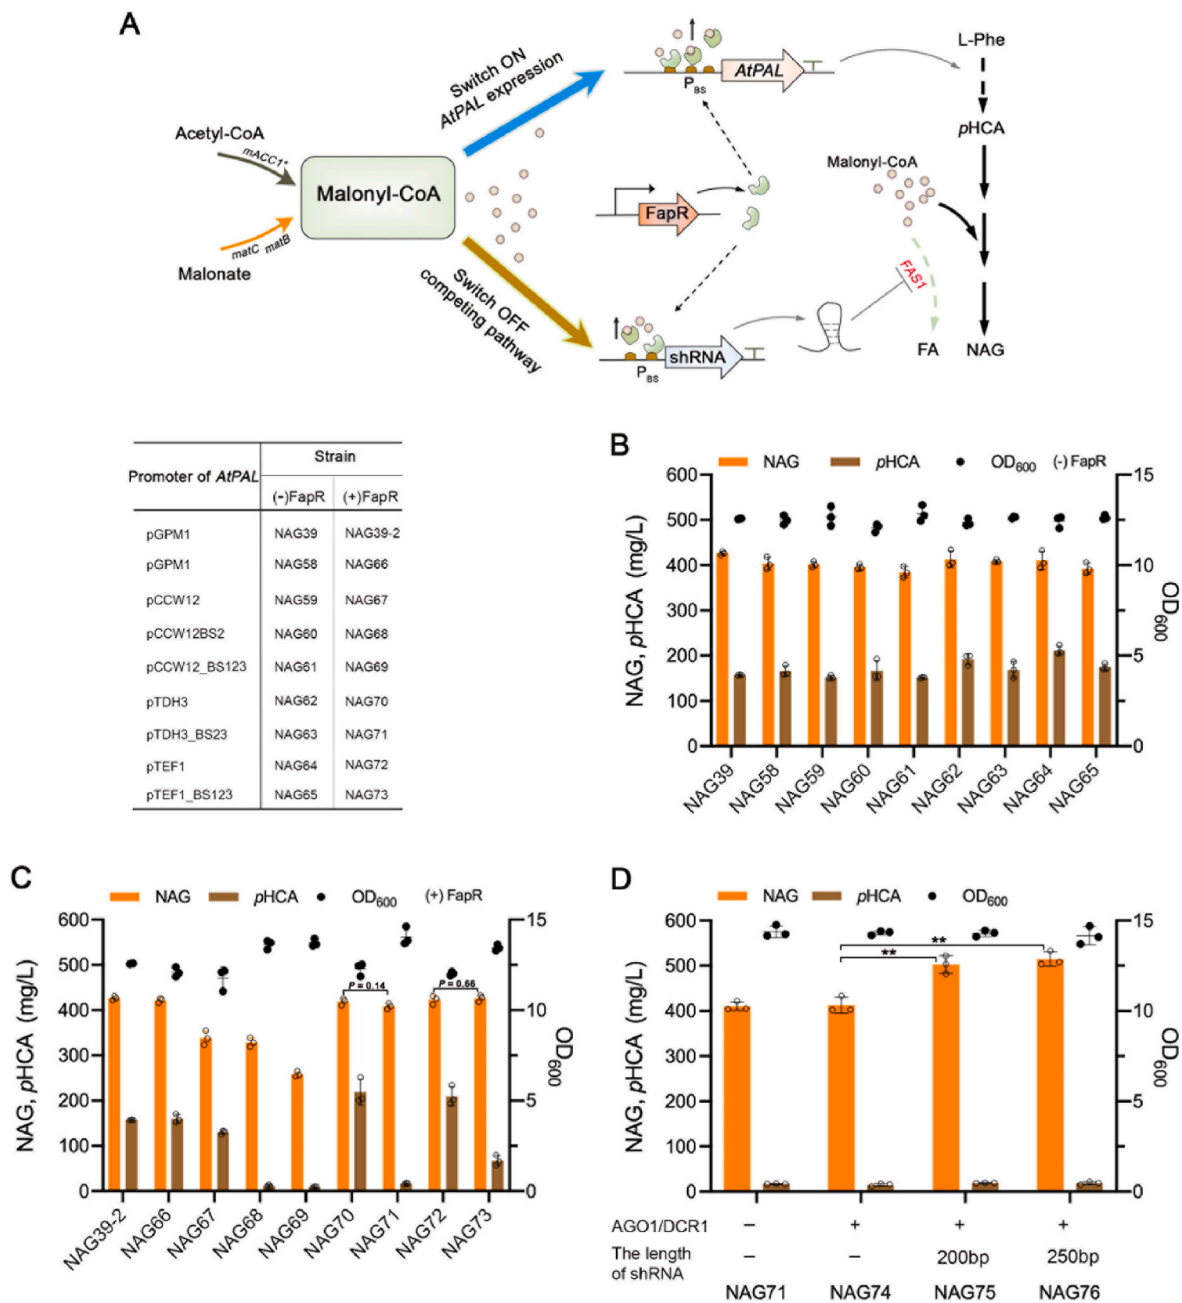 A
Switch ON
AtPAL expression
AtPAL
P_BS
L-Phe
pHCA
Acetyl-CoA
mACC1*
Malonyl-CoA
Malonyl-CoA
FapR
matC matB
Malonate
FAS1
Switch OFF
competing pathway
shRNA
P_BS
FA NAG
Promoter of AtPAL Strain
(-)FapR (+)FapR
pGPM1 NAG39 NAG39-2
pGPM1 NAG58 NAG66
pCCW12 NAG59 NAG67
pCCW12BS2 NAG60 NAG68
pCCW12_BS123 NAG61 NAG69
pTDH3 NAG62 NAG70
pTDH3_BS23 NAG63 NAG71
pTEF1 NAG64 NAG72
pTEF1_BS123 NAG65 NAG73
B
NAG pHCA OD600 (-) FapR
NAG, pHCA (mg/L)
600
500
400
300
200
100
0
15
10
5
0
OD600
NAG39 NAG58 NAG59 NAG60 NAG61 NAG62 NAG63 NAG64 NAG65
C
NAG pHCA OD600 (+) FapR
NAG, pHCA (mg/L)
600
500
400
300
200
100
0
P = 0.14 P = 0.66
15
10
5
0
OD600
NAG39-2 NAG66 NAG67 NAG68 NAG69 NAG70 NAG71 NAG72 NAG73
D
NAG pHCA OD600
NAG, pHCA (mg/L)
600
500
400
300
200
100
0
**
**
15
10
5
0
OD600
AGO1/DCR1 – + + +
The length
of shRNA – – 200bp 250bp
NAG71 NAG74 NAG75 NAG76